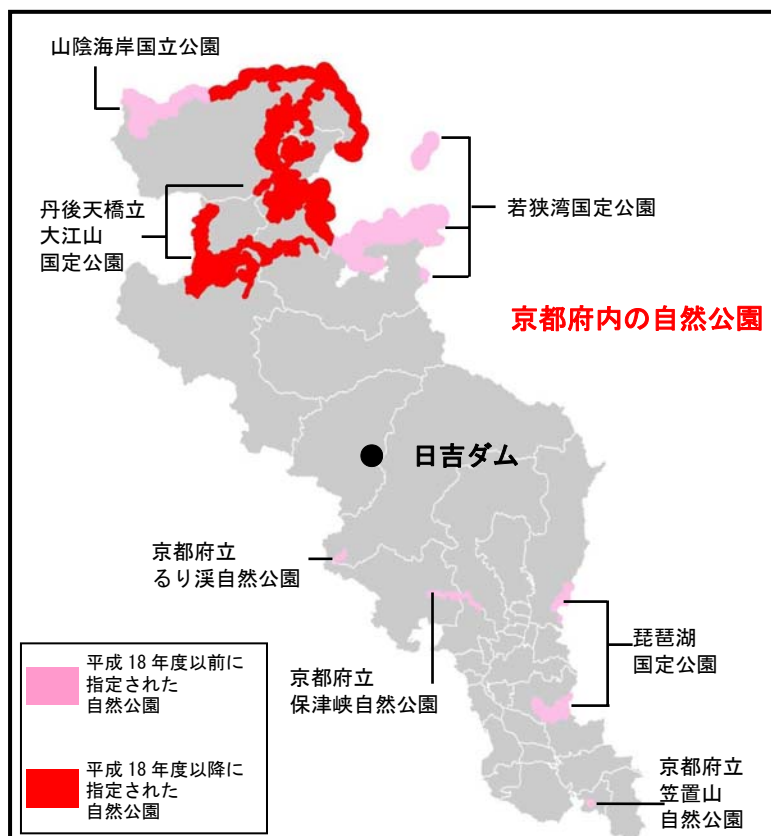 山陰海岸国立公園
丹後天橋立
大江山
国定公園
若狭湾国定公園
京都府内の自然公園
日吉ダム
京都府立
るり渓自然公園
京都府立
保津峡自然公園
琵琶湖
国定公園
京都府立
笠置山
自然公園
平成 18 年度以前に
指定された
自然公園
平成 18 年度以降に
指定された
自然公園